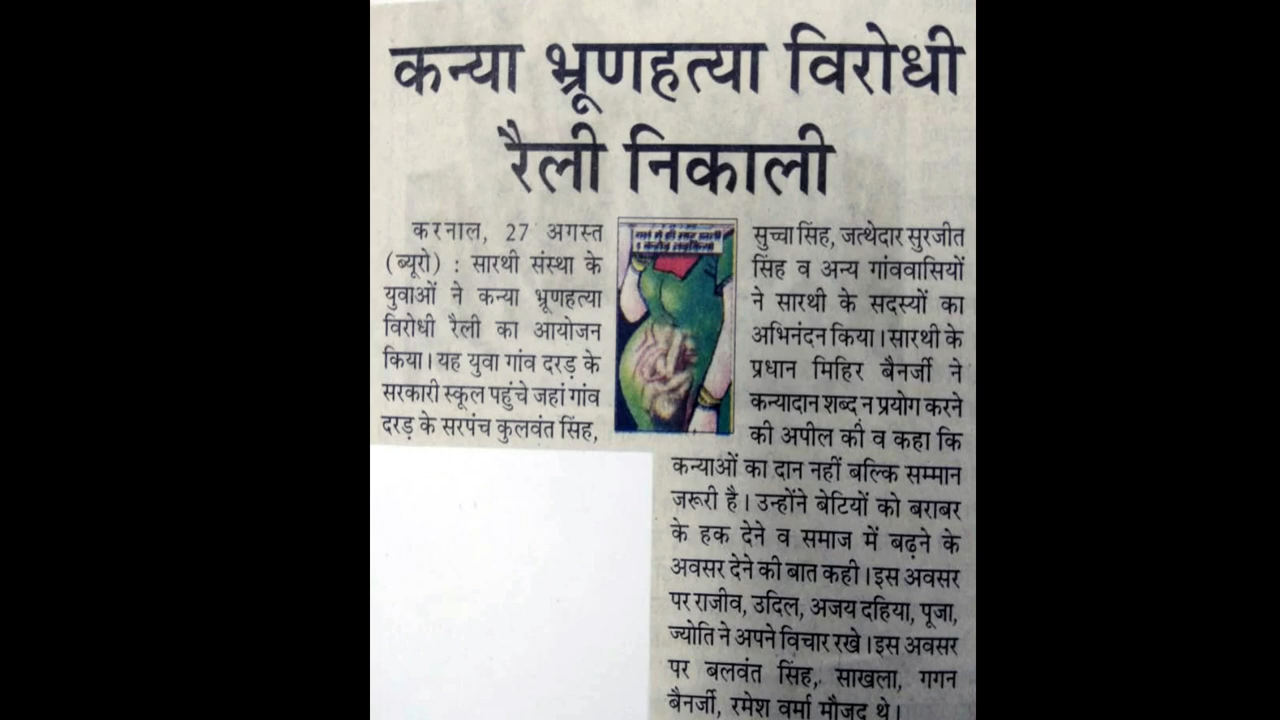 कन्या भ्रूणहत्या विरोधी
रैली निकाली
करनाल, 27 अगस्त
(ब्यूरो) : सारथी संस्था के
युवाओं ने कन्या भ्रूणहत्या
विरोधी रैली का आयोजन
किया। यह युवा गांव दरड़ के
सरकारी स्कूल पहुंचे जहां गांव
दरड़ के सरपंच कुलवंत सिंह,
सुच्चा सिंह, जत्थेदार सुरजीत
सिंह व अन्य गांववासियों
ने सारथी के सदस्यों का
अभिनंदन किया। सारथी के
प्रधान मिहिर बैनर्जी ने
कन्यादान शब्द न प्रयोग करने
की अपील की व कहा कि
कन्याओं का दान नहीं बल्कि सम्मान
जरूरी है। उन्होंने बेटियों को बराबर
के हक देने व समाज में बढ़ने के
अवसर देने की बात कही। इस अवसर
पर राजीव, उदिल, अजय दहिया, पूजा,
ज्योति ने अपने विचार रखे। इस अवसर
पर बलवंत सिंह, साखला, गगन
बैनर्जी, रमेश वर्मा मौजूद थे।